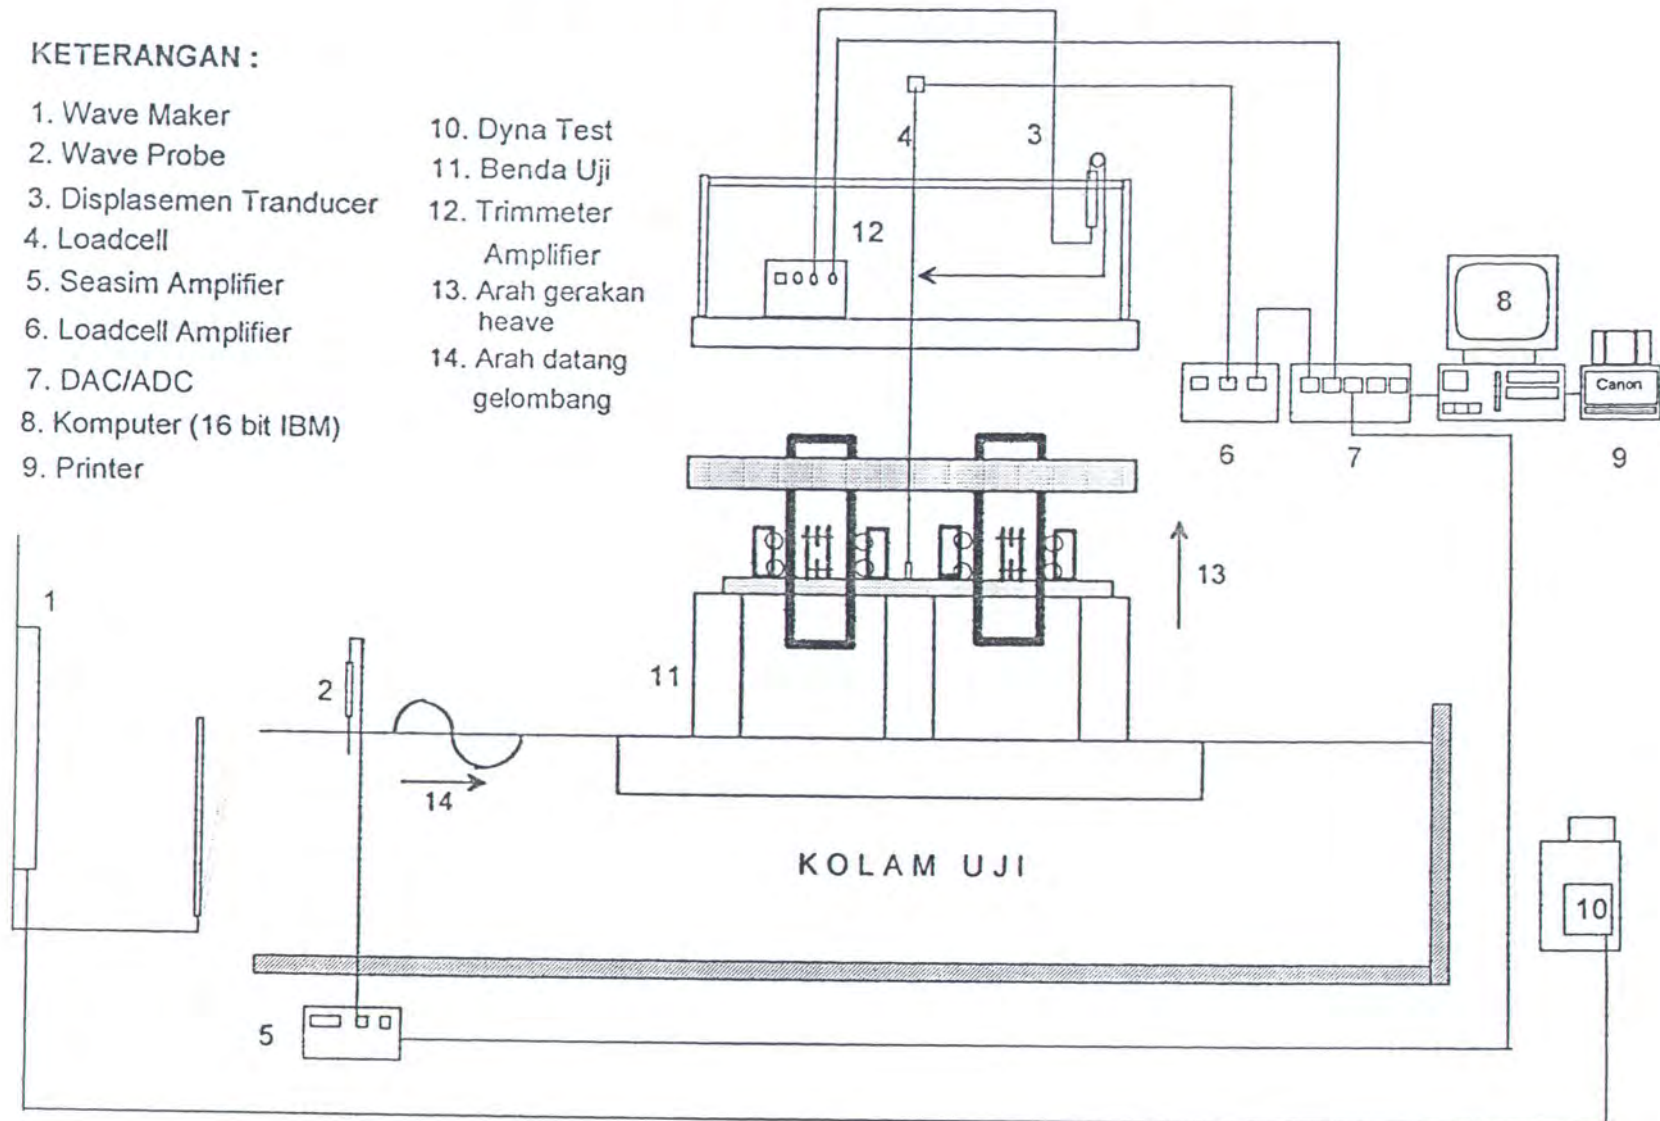 KETERANGAN :
1. Wave Maker
2. Wave Probe
3. Displasemen Tranducer
4. Loadcell
5. Seasim Amplifier
6. Loadcell Amplifier
7. DAC/ADC
8. Komputer (16 bit IBM)
9. Printer
10. Dyna Test
11. Benda Uji
12. Trimmeter
Amplifier
13. Arah gerakan
heave
14. Arah datang
gelombang
4
3
12
8
Canon
6
7
9
13
1
11
2
14
KOLAM UJI
10
5